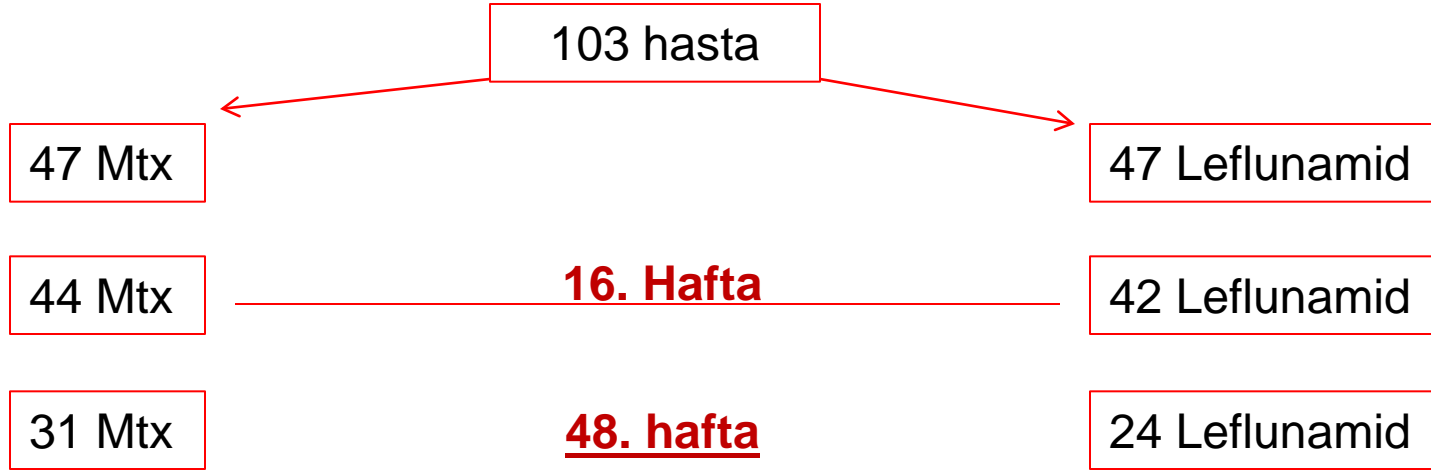 103 hasta
47 Mtx
47 Leflunamid
44 Mtx
16. Hafta
42 Leflunamid
31 Mtx
48. hafta
24 Leflunamid